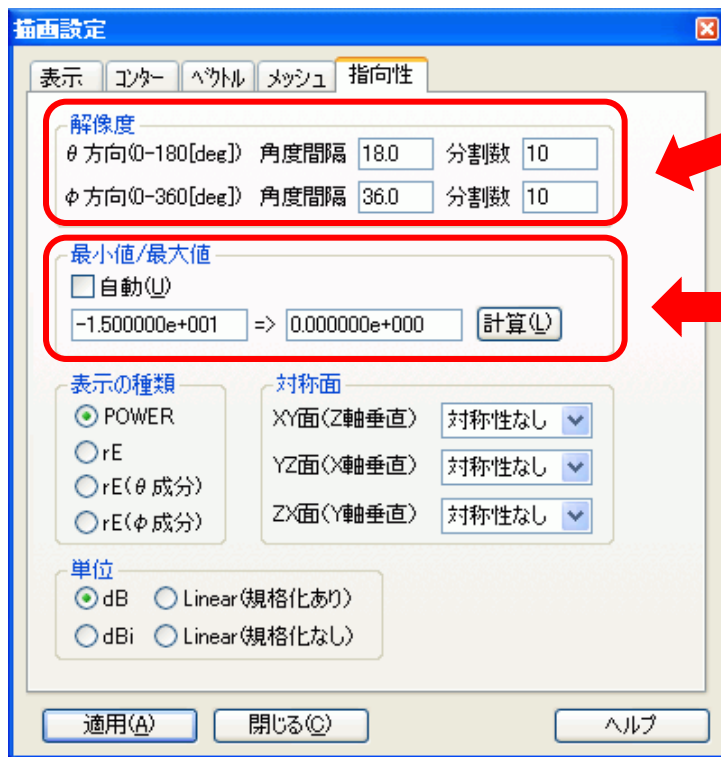 描画設定
表示 コンター ベクトル メッシュ 指向性
解像度
θ方向(0-180[deg]) 角度間隔 18.0 分割数 10
φ方向(0-360[deg]) 角度間隔 36.0 分割数 10
最小値/最大値
自動(U)
-1.500000e+001 => 0.000000e+000 計算(L)
表示の種類
POWER
rE
rE(θ成分)
rE(φ成分)
対称面
XY面(Z軸垂直) 対称性なし
YZ面(X軸垂直) 対称性なし
ZX面(Y軸垂直) 対称性なし
単位
dB Linear(規格化あり)
dBi Linear(規格化なし)
適用(A) 閉じる(C) ヘルプ